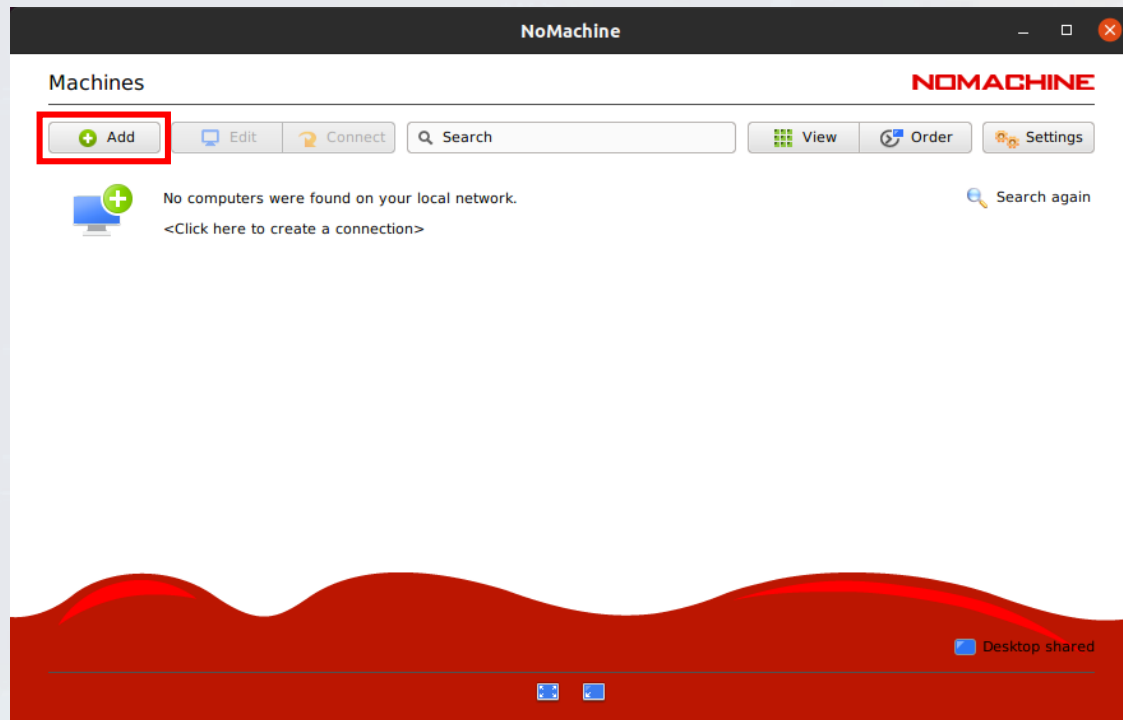 NoMachine
Machines
NOMACHINE
Add Edit Connect Search View Order Settings
No computers were found on your local network.
Search again
<Click here to create a connection>
Desktop shared